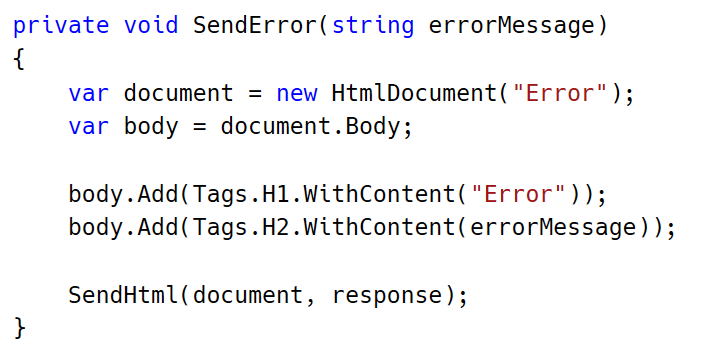 private void SendError(string errorMessage)
{
    var document = new HtmlDocument("Error");
    var body = document.Body;

    body.Add(Tags.H1.WithContent("Error"));
    body.Add(Tags.H2.WithContent(errorMessage));

    SendHtml(document, response);
}